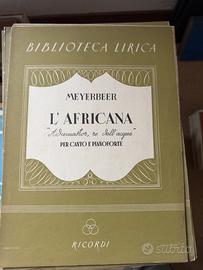 BIBLIOTECA LIRICA
MEYERBEER
L'AFRICANA
"Adamastor, re dell'acque"
PER CANTO E PIANOFORTE
RICORDI
subito